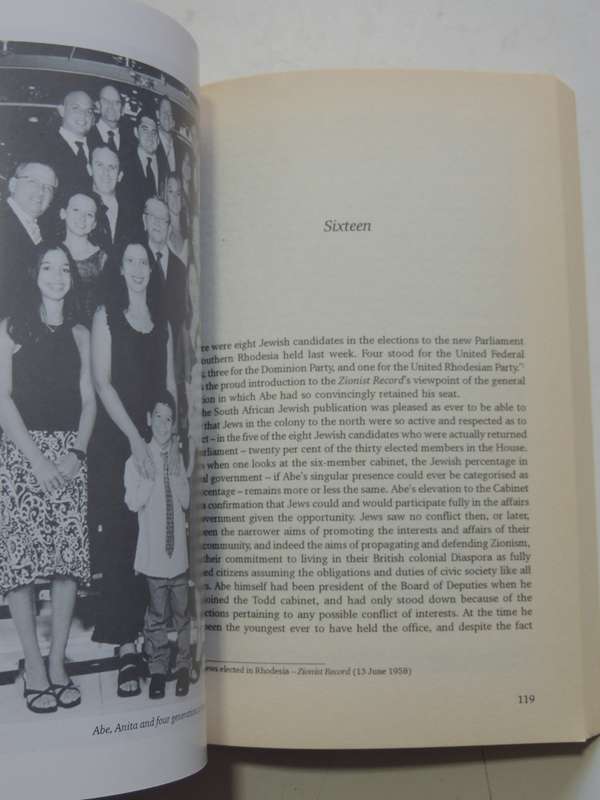 Abe, Anita and four generations
Sixteen
were eight Jewish candidates in the elections to the new Parliament
outhern Rhodesia held last week. Four stood for the United Federal
three for the Dominion Party, and one for the United Rhodesian Party.'¹
the proud introduction to the Zionist Record's viewpoint of the general
tion in which Abe had so convincingly retained his seat.
he South African Jewish publication was pleased as ever to be able to
that Jews in the colony to the north were so active and respected as to
ct – in the five of the eight Jewish candidates who were actually returned
arliament – twenty per cent of the thirty elected members in the House.
when one looks at the six-member cabinet, the Jewish percentage in
al government – if Abe's singular presence could ever be categorised as
centage – remains more or less the same. Abe's elevation to the Cabinet
a confirmation that Jews could and would participate fully in the affairs
overnment given the opportunity. Jews saw no conflict then, or later,
een the narrower aims of promoting the interests and affairs of their
community, and indeed the aims of propagating and defending Zionism,
heir commitment to living in their British colonial Diaspora as fully
ed citizens assuming the obligations and duties of civic society like all
rs. Abe himself had been president of the Board of Deputies when he
oined the Todd cabinet, and had only stood down because of the
ctions pertaining to any possible conflict of interests. At the time he
been the youngest ever to have held the office, and despite the fact
ews elected in Rhodesia – Zionist Record (13 June 1958)
119